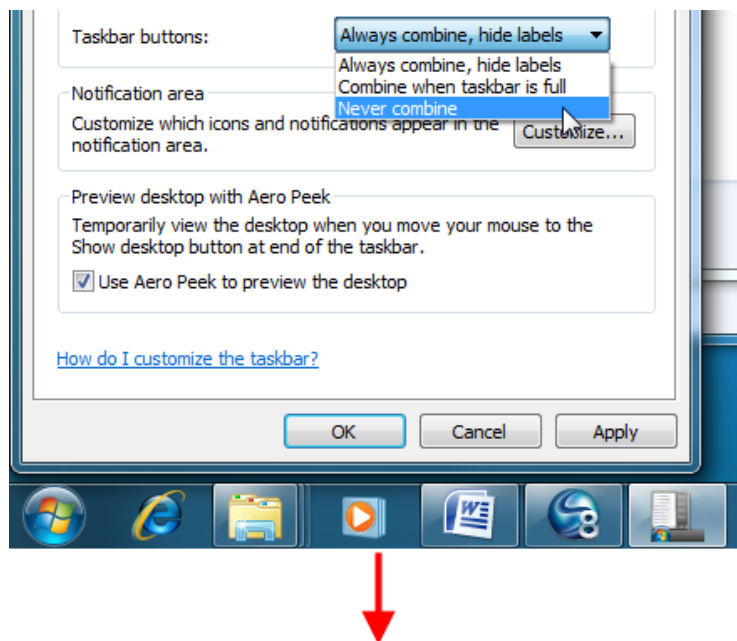 Taskbar buttons:
Always combine, hide labels
Always combine, hide labels
Combine when taskbar is full
Never combine
Notification area
Customize which icons and notifications appear in the
notification area.
Customize...
Preview desktop with Aero Peek
Temporarily view the desktop when you move your mouse to the
Show desktop button at end of the taskbar.
Use Aero Peek to preview the desktop
How do I customize the taskbar?
OK Cancel Apply
W
8